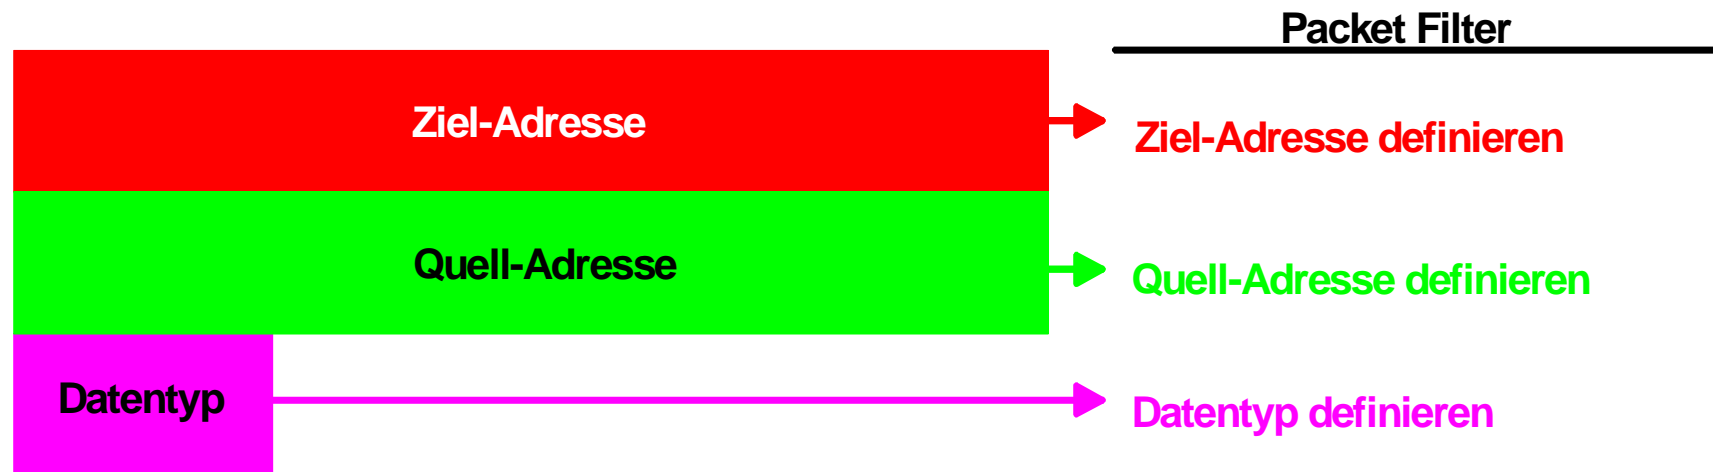 Packet Filter
Ziel-Adresse
Ziel-Adresse definieren
Quell-Adresse
Quell-Adresse definieren
Datentyp
Datentyp definieren